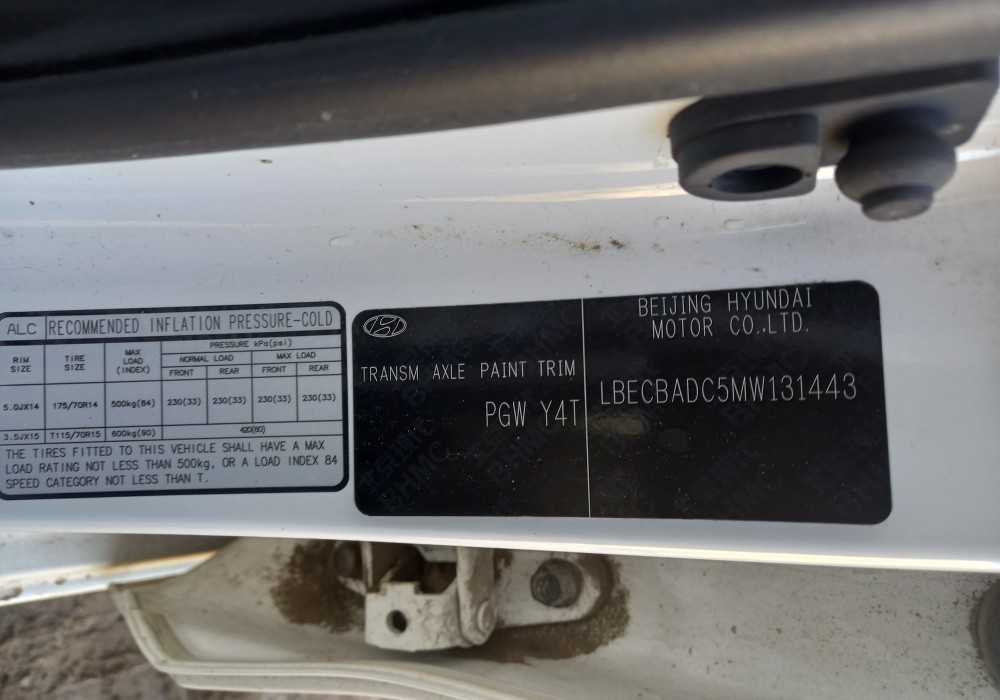 ALC RECOMMENDED INFLATION PRESSURE-COLD
RIM SIZE TIRE SIZE MAX LOAD (INDEX) PRESSURE kPa(psi)
NORMAL LOAD MAX LOAD
FRONT REAR FRONT REAR
5.0JX14 175/70R14 500kg(84) 230(33) 230(33) 230(33) 230(33)
3.5JX15 T115/70R15 600kg(90) 420(60)
THE TIRES FITTED TO THIS VEHICLE SHALL HAVE A MAX
LOAD RATING NOT LESS THAN 500kg, OR A LOAD INDEX 84
SPEED CATEGORY NOT LESS THAN T.
TRANSM AXLE PAINT TRIM
PGW Y4T
BEIJING HYUNDAI
MOTOR CO.,LTD.
LBECBADC5MW131443